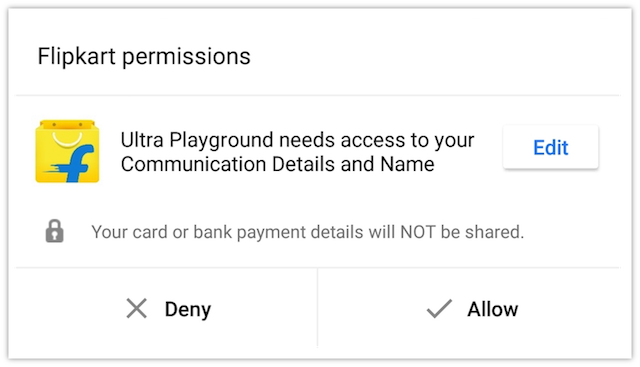 Flipkart permissions
Ultra Playground needs access to your
Communication Details and Name
Edit
Your card or bank payment details will NOT be shared.
Deny
Allow